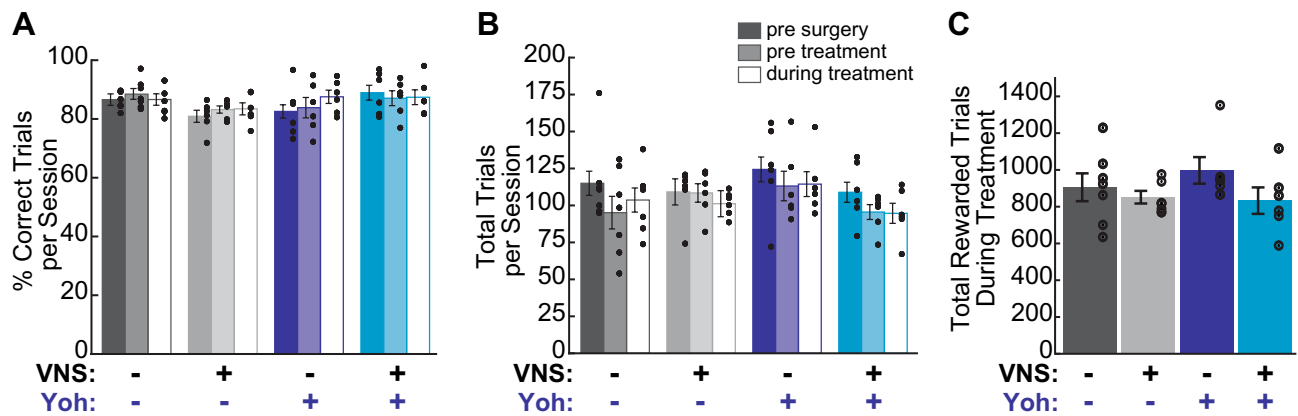 A
% Correct Trials
per Session
100
80
60
40
20
0
B
Total Trials
per Session
200
175
150
125
100
75
50
25
0
pre surgery
pre treatment
during treatment
C
Total Rewarded Trials
During Treatment
1400
1200
1000
800
600
400
200
0
VNS: - + - +
Yoh: - - + +
- + - +
- - + +
VNS: - + - +
Yoh: - - + +